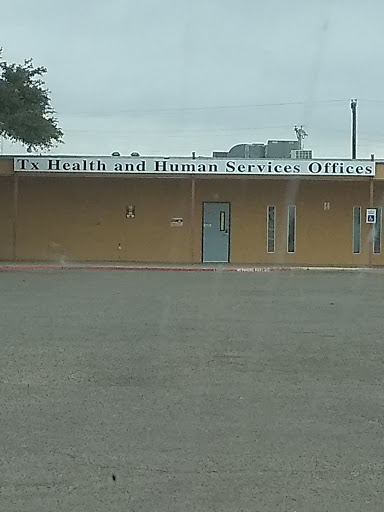 Tx Health and Human Services Offices